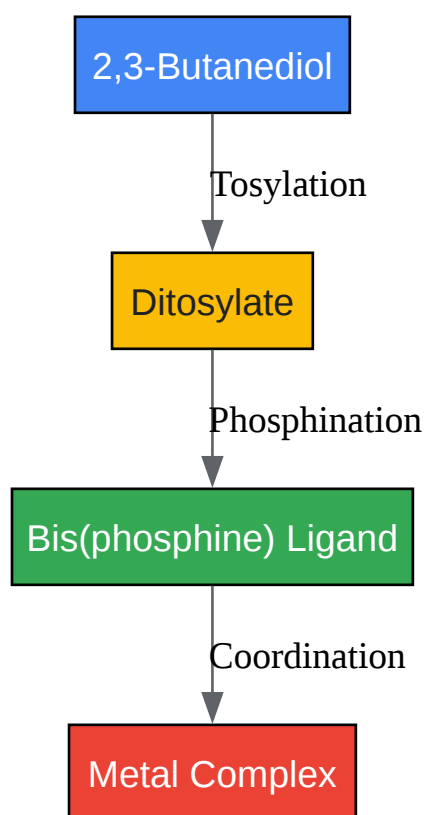 2,3-Butanediol
Tosylation
Ditosylate
Phosphination
Bis(phosphine) Ligand
Coordination
Metal Complex